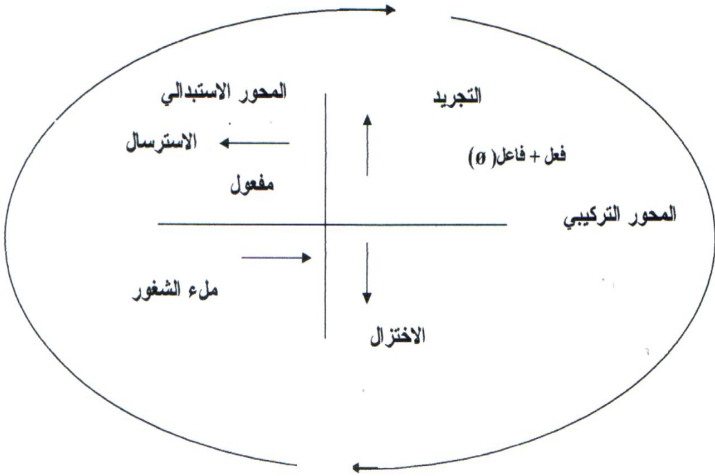 التجريد
المحور الاستبدالي
الاسترسال
فعل + فاعل (ø)
مفعول
المحور التركيبي
ملء الشغور
الاختزال